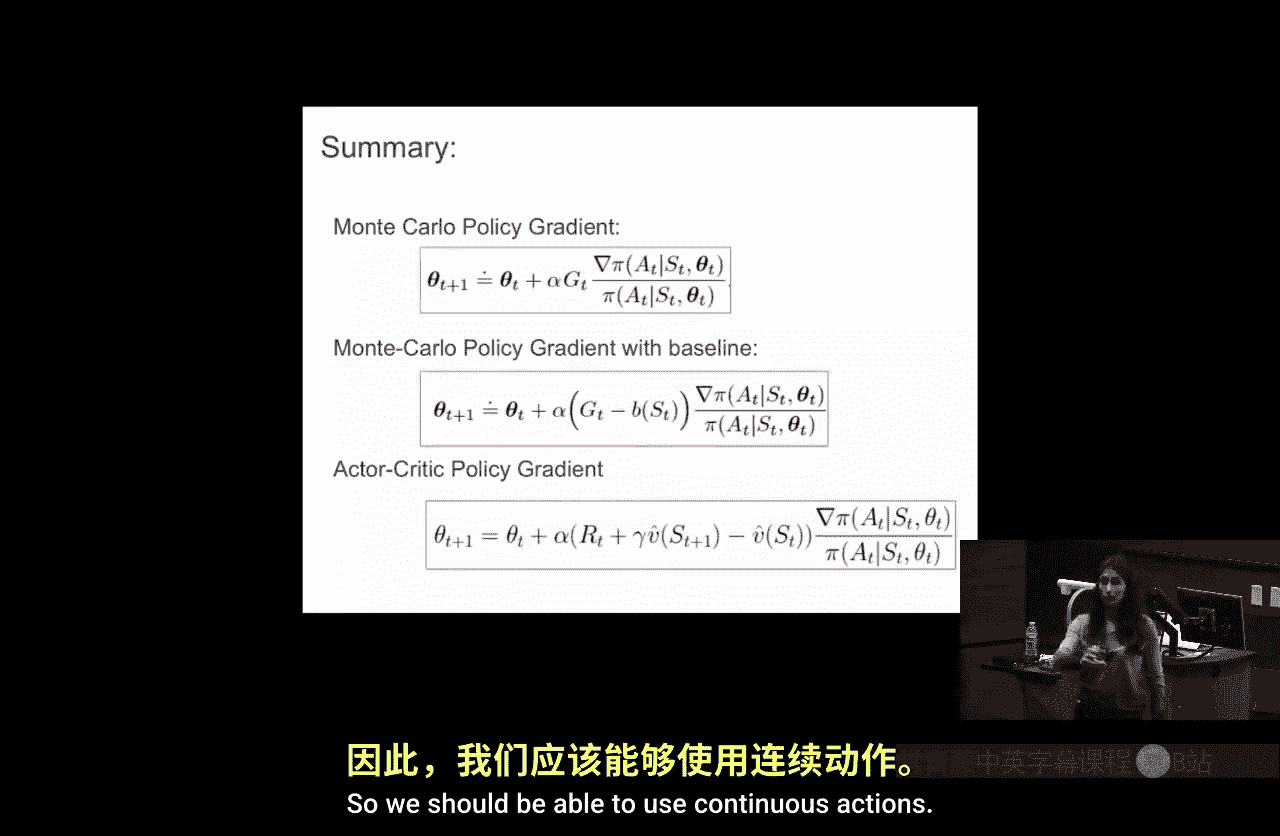 Summary:
Monte Carlo Policy Gradient:
θ_{t+1} ≐ θ_t + αG_t ∇π(A_t|S_t, θ_t) / π(A_t|S_t, θ_t).
Monte-Carlo Policy Gradient with baseline:
θ_{t+1} ≐ θ_t + α(G_t − b(S_t)) ∇π(A_t|S_t, θ_t) / π(A_t|S_t, θ_t)
Actor-Critic Policy Gradient
θ_{t+1} = θ_t + α(R_t + γv̂(S_{t+1}) − v̂(S_t)) ∇π(A_t|S_t, θ_t) / π(A_t|S_t, θ_t)
因此，我们应该能够使用连续动作。
中英字幕课程 B站
So we should be able to use continuous actions.